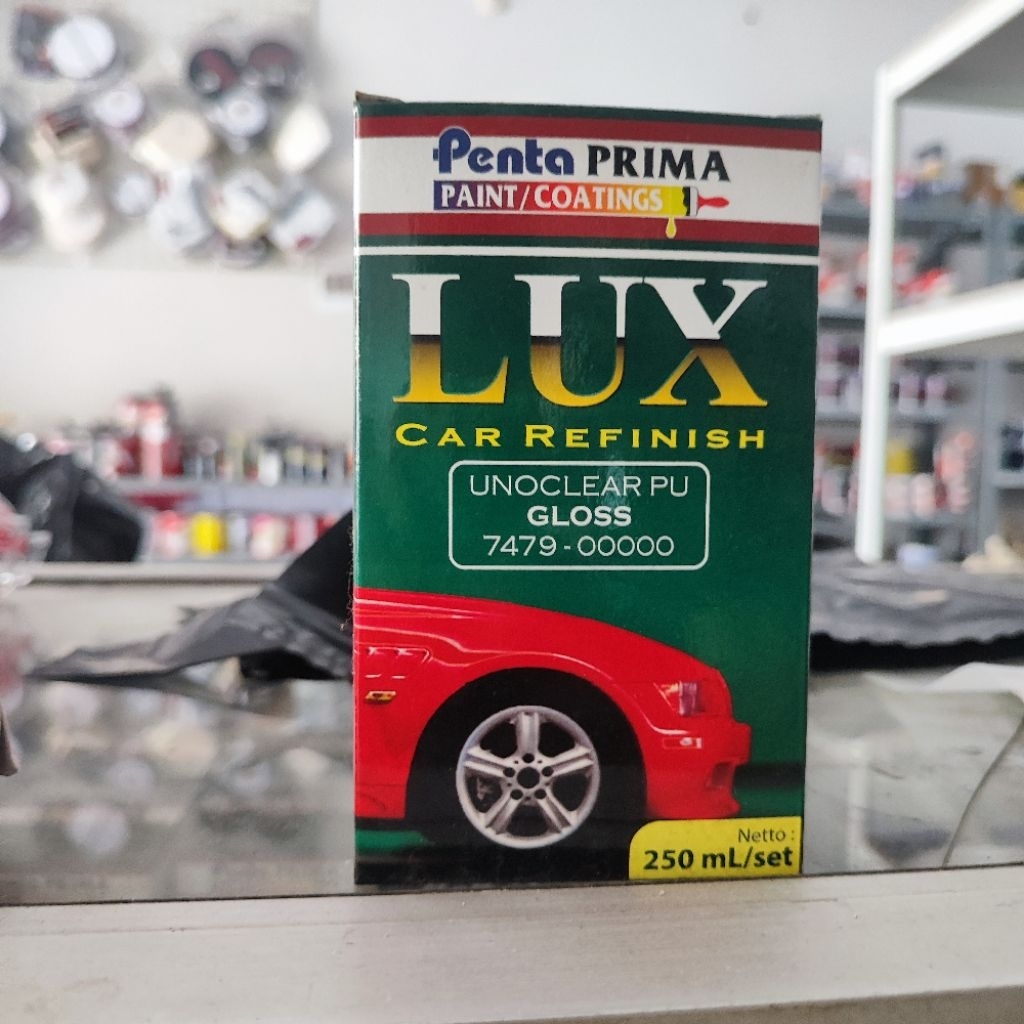 Penta PRIMA
PAINT/COATINGS
LUX
CAR REFINISH
UNOCLEAR PU
GLOSS
7479 - 00000
Netto :
250 mL/set